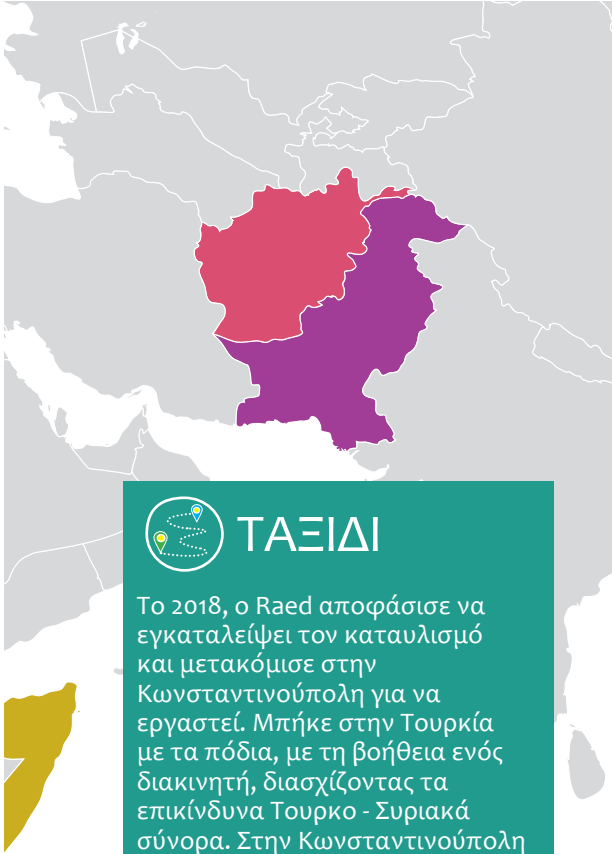 ΤΑΞΙΔΙ
Το 2018, ο Raed αποφάσισε να
εγκαταλείψει τον καταυλισμό
και μετακόμισε στην
Κωνσταντινούπολη για να
εργαστεί. Μπήκε στην Τουρκία
με τα πόδια, με τη βοήθεια ενός
διακινητή, διασχίζοντας τα
επικίνδυνα Τουρκο - Συριακά
σύνορα. Στην Κωνσταντινούπολη